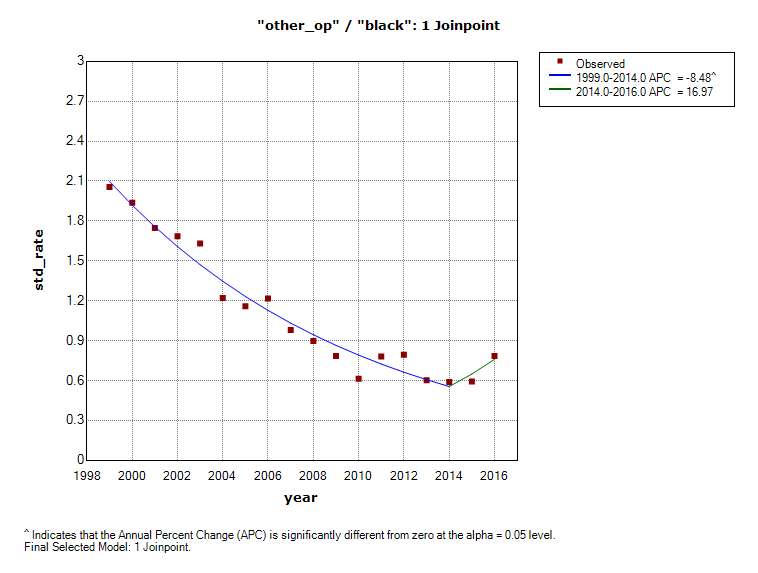 "other_op" / "black": 1 Joinpoint
Observed
1999.0-2014.0 APC = -8.48^
2014.0-2016.0 APC = 16.97
3
2.7
2.4
2.1
1.8
1.5
1.2
0.9
0.6
0.3
0
std_rate
1998 2000 2002 2004 2006 2008 2010 2012 2014 2016
year
^ Indicates that the Annual Percent Change (APC) is significantly different from zero at the alpha = 0.05 level.
Final Selected Model: 1 Joinpoint.